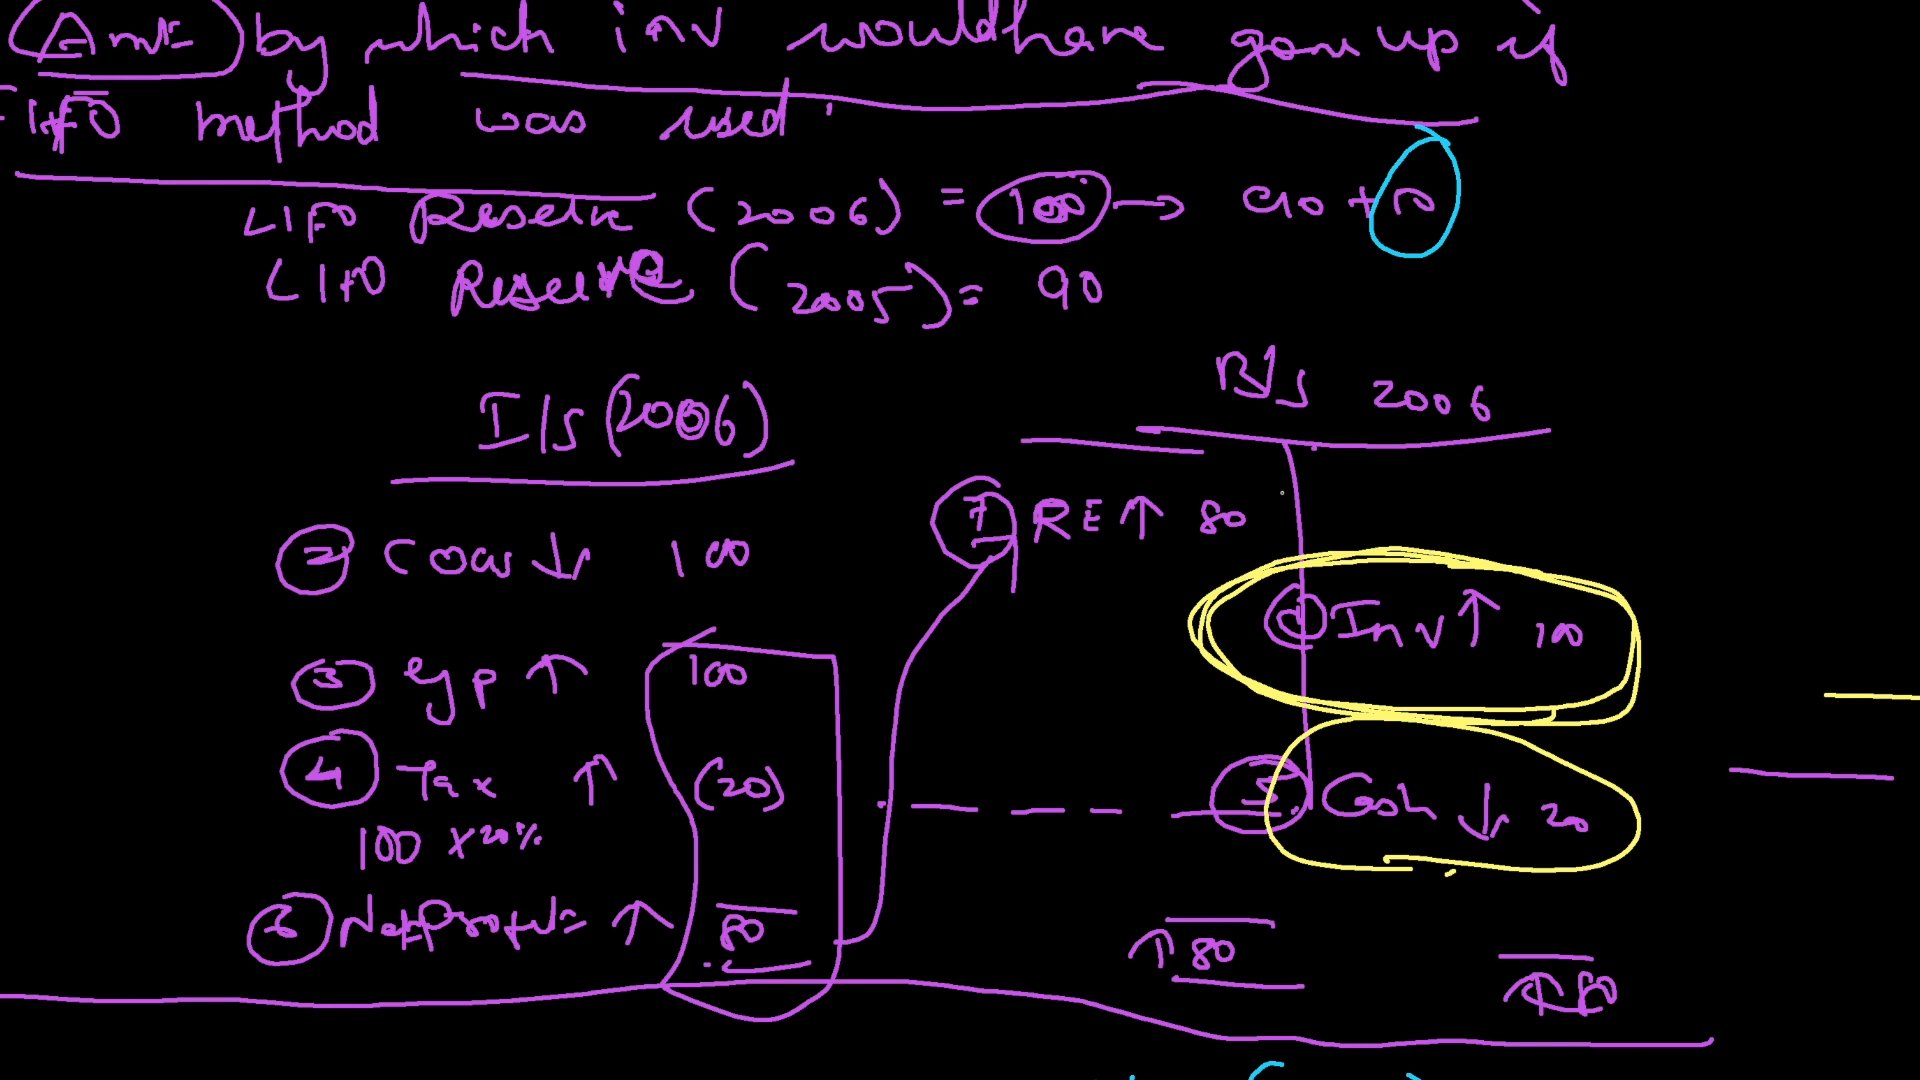 Amt by which inv would have gone up if
FIFO method was used.
LIFO Reserve (2006) = 100 → 90 + 10
LIFO Reserve (2005) = 90
I/S (2006)
B/S 2006
② COGS ↓ 100
⑦ RE ↑ 80
① Inv ↑ 100
③ GP ↑ 100
④ Tax ↑ (20)
⑤ Cash ↓ 20
100 x 20%
⑥ Net Profit ↑ 80
↑ 80
↑ 80